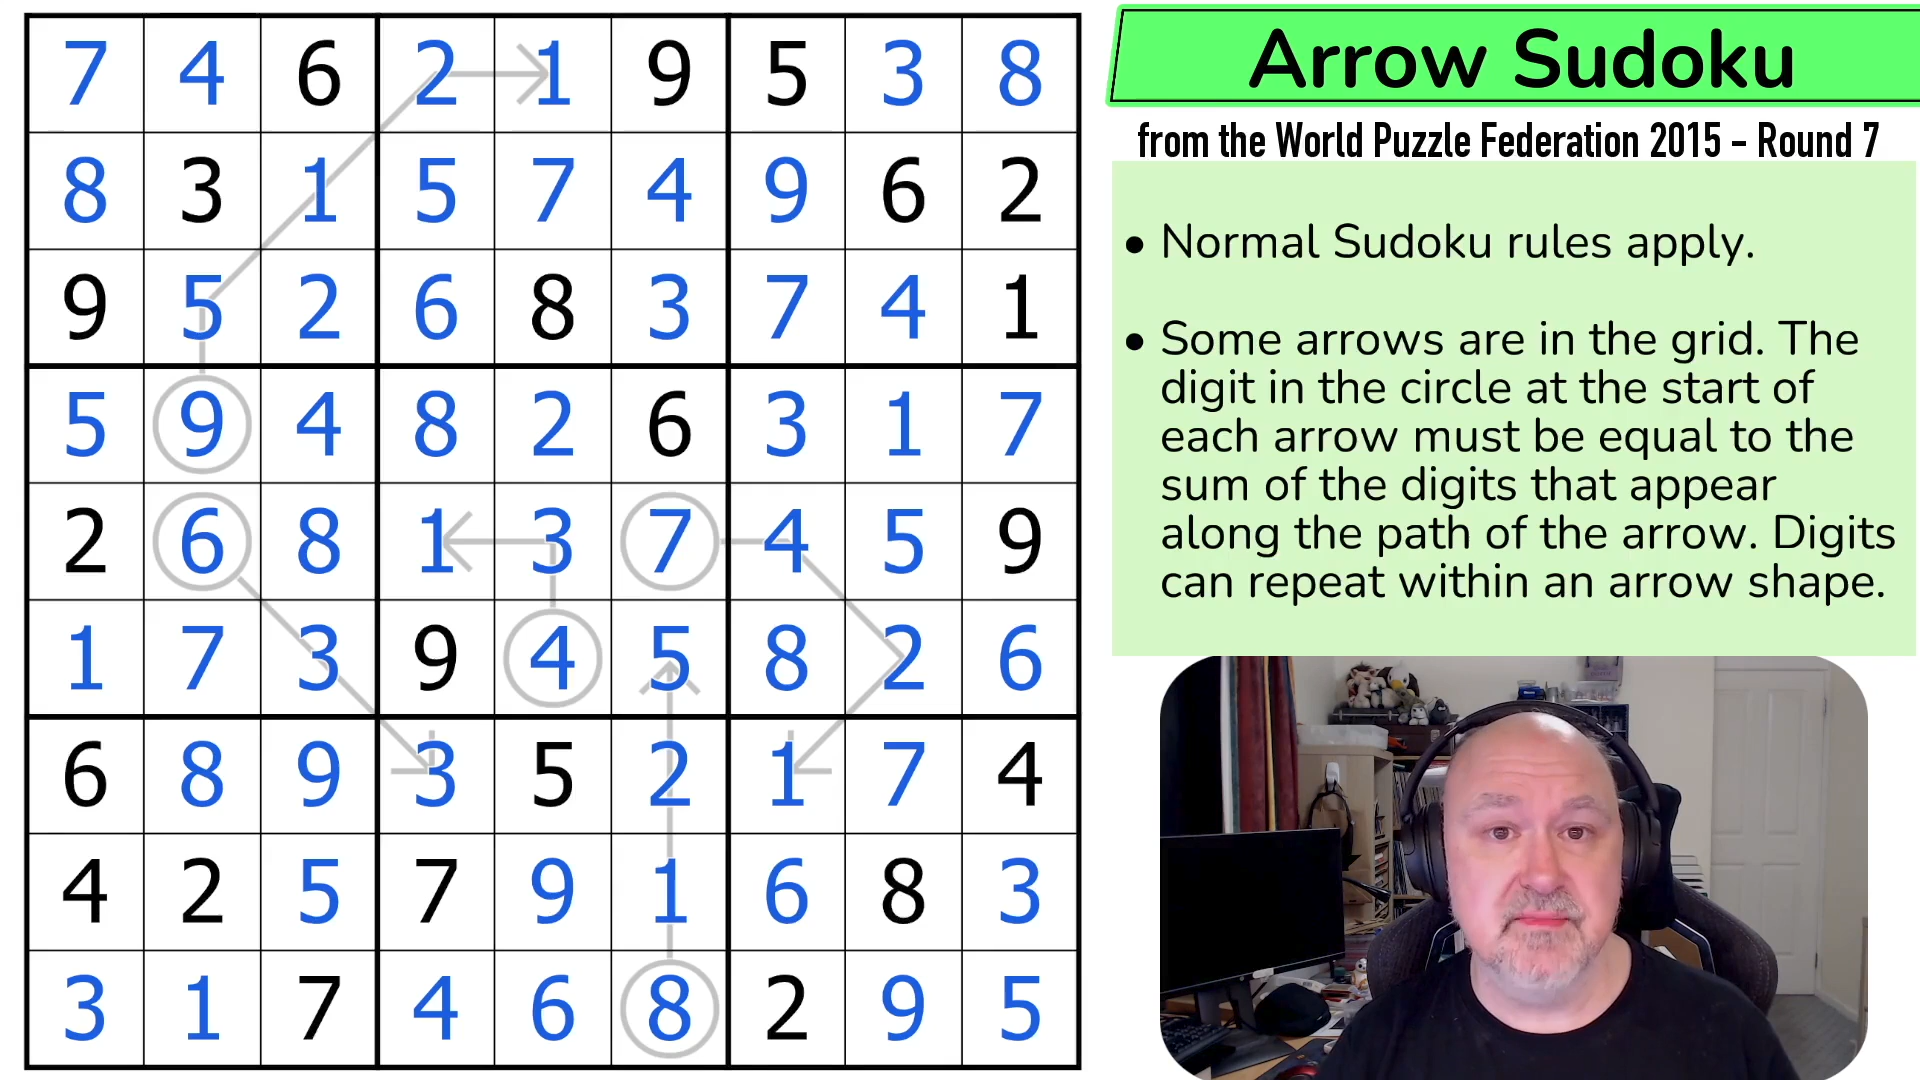 7 4 6 2 1 9 5 3 8
8 3 1 5 7 4 9 6 2
9 5 2 6 8 3 7 4 1
5 9 4 8 2 6 3 1 7
2 6 8 1 3 7 4 5 9
1 7 3 9 4 5 8 2 6
6 8 9 3 5 2 1 7 4
4 2 5 7 9 1 6 8 3
3 1 7 4 6 8 2 9 5
Arrow Sudoku
from the World Puzzle Federation 2015 - Round 7
• Normal Sudoku rules apply.
• Some arrows are in the grid. The
digit in the circle at the start of
each arrow must be equal to the
sum of the digits that appear
along the path of the arrow. Digits
can repeat within an arrow shape.